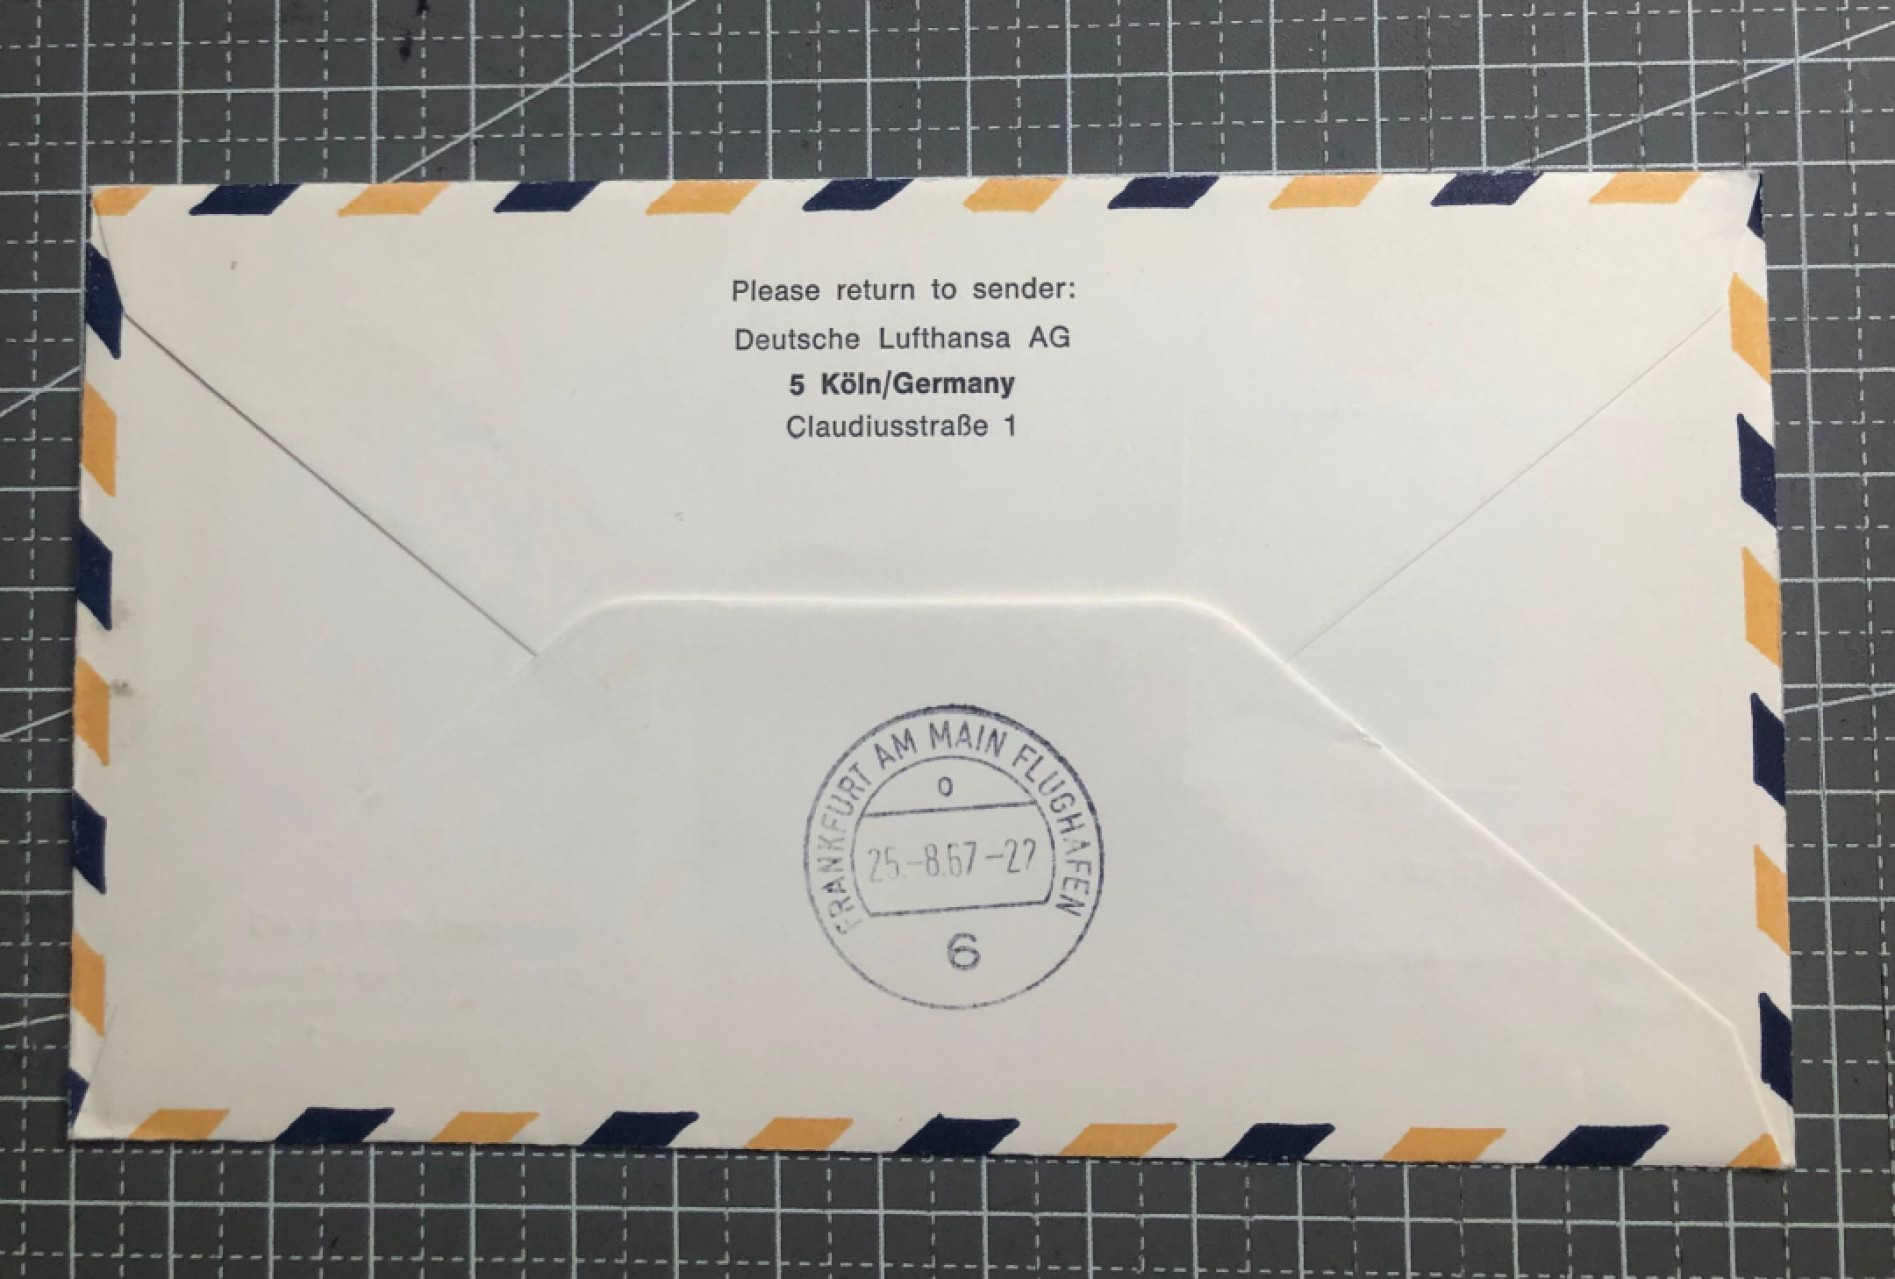 Please return to sender:
Deutsche Lufthansa AG
5 Köln/Germany
Claudiusstraße 1
FRANKFURT AM MAIN FLUGHAFEN
o
25.-8.67-22
6